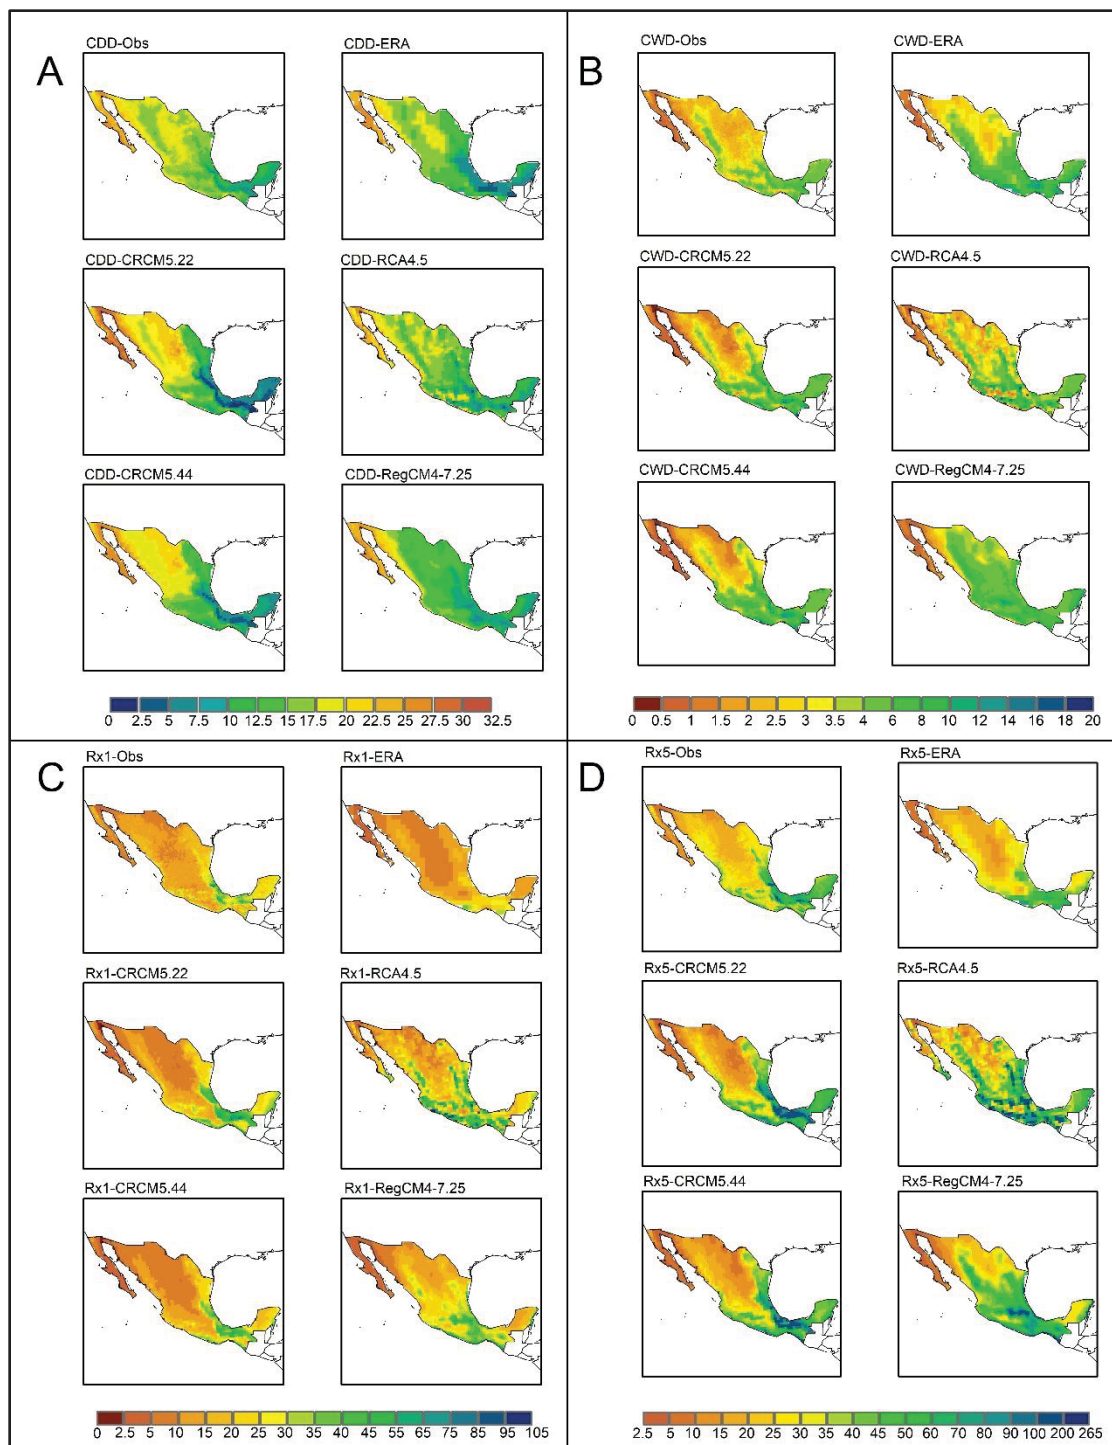 A
CDD-Obs
CDD-ERA
CDD-CRCM5.22
CDD-RCA4.5
CDD-CRCM5.44
CDD-RegCM4-7.25
0 2.5 5 7.5 10 12.5 15 17.5 20 22.5 25 27.5 30 32.5
B
CWD-Obs
CWD-ERA
CWD-CRCM5.22
CWD-RCA4.5
CWD-CRCM5.44
CWD-RegCM4-7.25
0 0.5 1 1.5 2 2.5 3 3.5 4 6 8 10 12 14 16 18 20
C
Rx1-Obs
Rx1-ERA
Rx1-CRCM5.22
Rx1-RCA4.5
Rx1-CRCM5.44
Rx1-RegCM4-7.25
0 2.5 5 10 15 20 25 30 35 40 45 55 65 75 85 95 105
D
Rx5-Obs
Rx5-ERA
Rx5-CRCM5.22
Rx5-RCA4.5
Rx5-CRCM5.44
Rx5-RegCM4-7.25
2.5 5 10 15 20 25 30 35 40 45 50 60 70 80 90 100 200 265